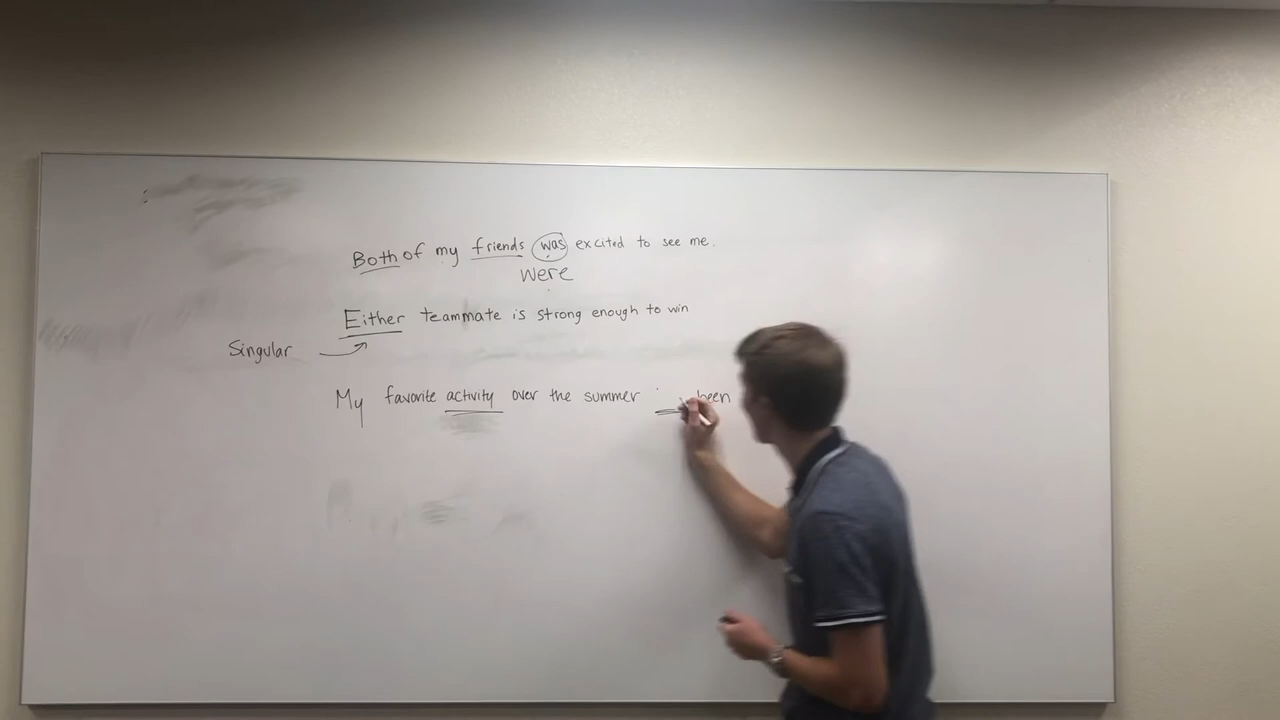 Both of my friends was excited to see me.
were
Either teammate is strong enough to win
Singular
My favorite activity over the summer been